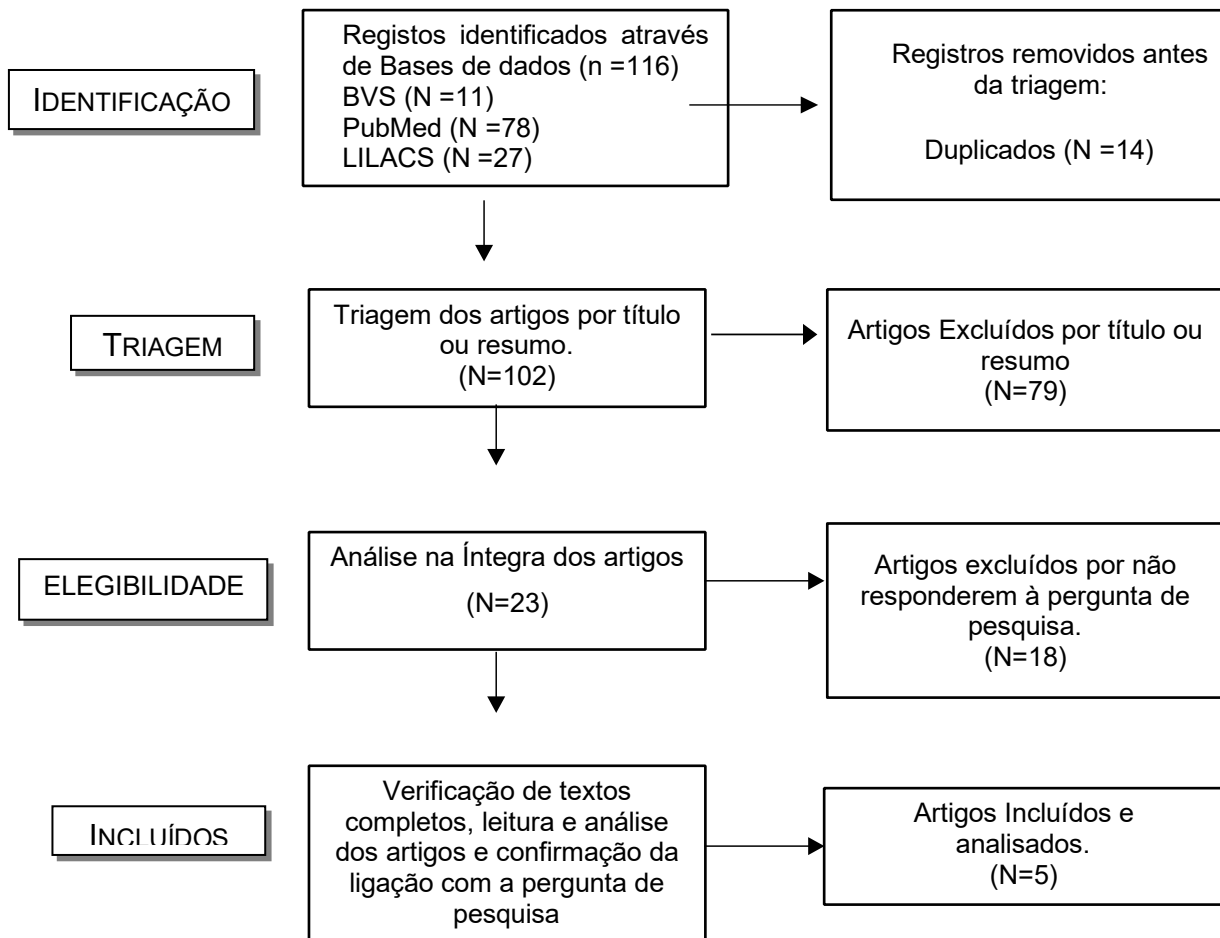 IDENTIFICAÇÃO
Registos identificados através
de Bases de dados (n =116)
BVS (N =11)
PubMed (N =78)
LILACS (N =27)
Registros removidos antes
da triagem:
Duplicados (N =14)
TRIAGEM
Triagem dos artigos por título
ou resumo.
(N=102)
Artigos Excluídos por título ou
resumo
(N=79)
ELEGIBILIDADE
Análise na Íntegra dos artigos
(N=23)
Artigos excluídos por não
responderem à pergunta de
pesquisa.
(N=18)
INCLUÍDOS
Verificação de textos
completos, leitura e análise
dos artigos e confirmação da
ligação com a pergunta de
pesquisa
Artigos Incluídos e
analisados.
(N=5)